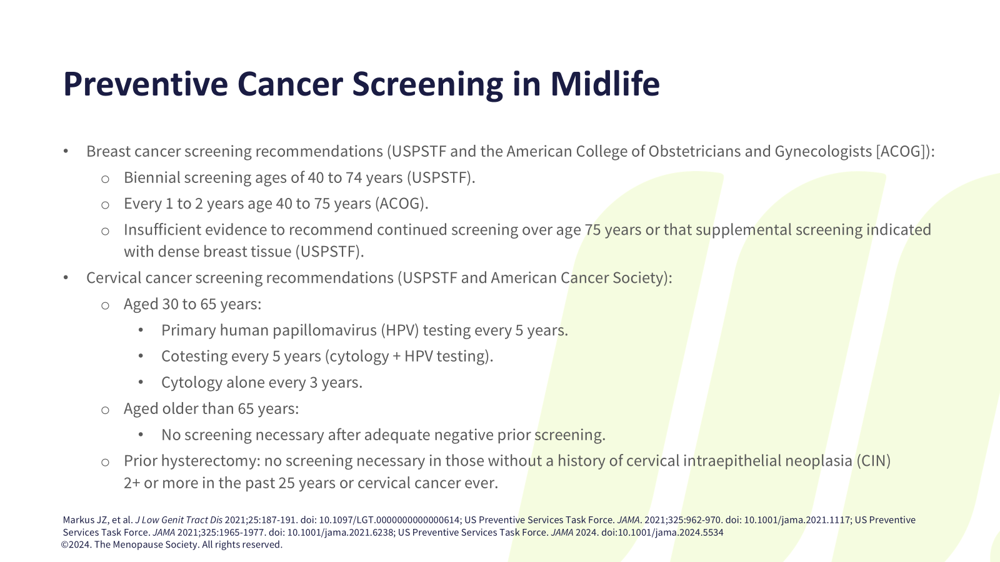 Preventive Cancer Screening in Midlife
• Breast cancer screening recommendations (USPSTF and the American College of Obstetricians and Gynecologists [ACOG]):
o Biennial screening ages of 40 to 74 years (USPSTF).
o Every 1 to 2 years age 40 to 75 years (ACOG).
o Insufficient evidence to recommend continued screening over age 75 years or that supplemental screening indicated
with dense breast tissue (USPSTF).
• Cervical cancer screening recommendations (USPSTF and American Cancer Society):
o Aged 30 to 65 years:
• Primary human papillomavirus (HPV) testing every 5 years.
• Cotesting every 5 years (cytology + HPV testing).
• Cytology alone every 3 years.
o Aged older than 65 years:
• No screening necessary after adequate negative prior screening.
o Prior hysterectomy: no screening necessary in those without a history of cervical intraepithelial neoplasia (CIN)
2+ or more in the past 25 years or cervical cancer ever.
Markus JZ, et al. J Low Genit Tract Dis 2021;25:187-191. doi: 10.1097/LGT.0000000000000614; US Preventive Services Task Force. JAMA. 2021;325:962-970. doi: 10.1001/jama.2021.1117; US Preventive
Services Task Force. JAMA 2021;325:1965-1977. doi: 10.1001/jama.2021.6238; US Preventive Services Task Force. JAMA 2024. doi:10.1001/jama.2024.5534
©2024. The Menopause Society. All rights reserved.